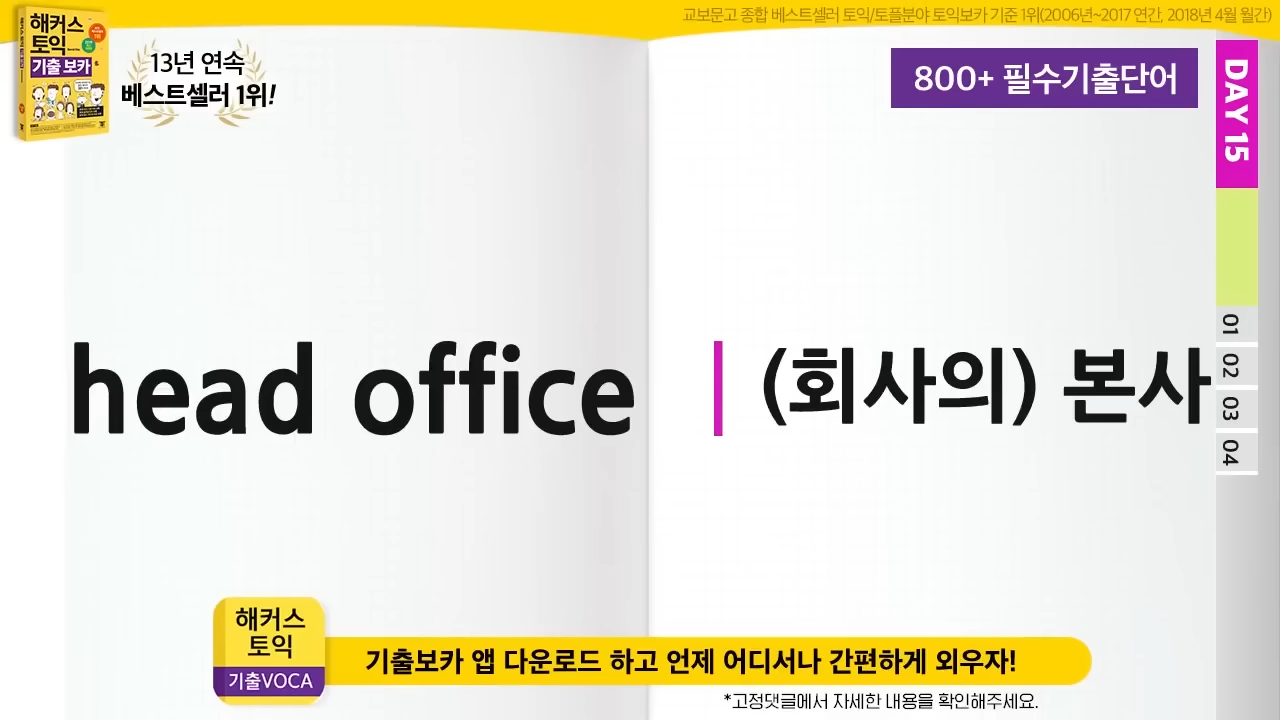 교보문고 종합 베스트셀러 토익/토플분야 토익보카 기준 1위(2006년~2017 연간, 2018년 4월 월간)
해커스
토익
기출 보카
13년 연속
베스트셀러 1위!
800+ 필수기출단어
DAY 15
head office
(회사의) 본사
01
02
03
04
해커스
토익
기출VOCA
기출보카 앱 다운로드 하고 언제 어디서나 간편하게 외우자!
*고정댓글에서 자세한 내용을 확인해주세요.